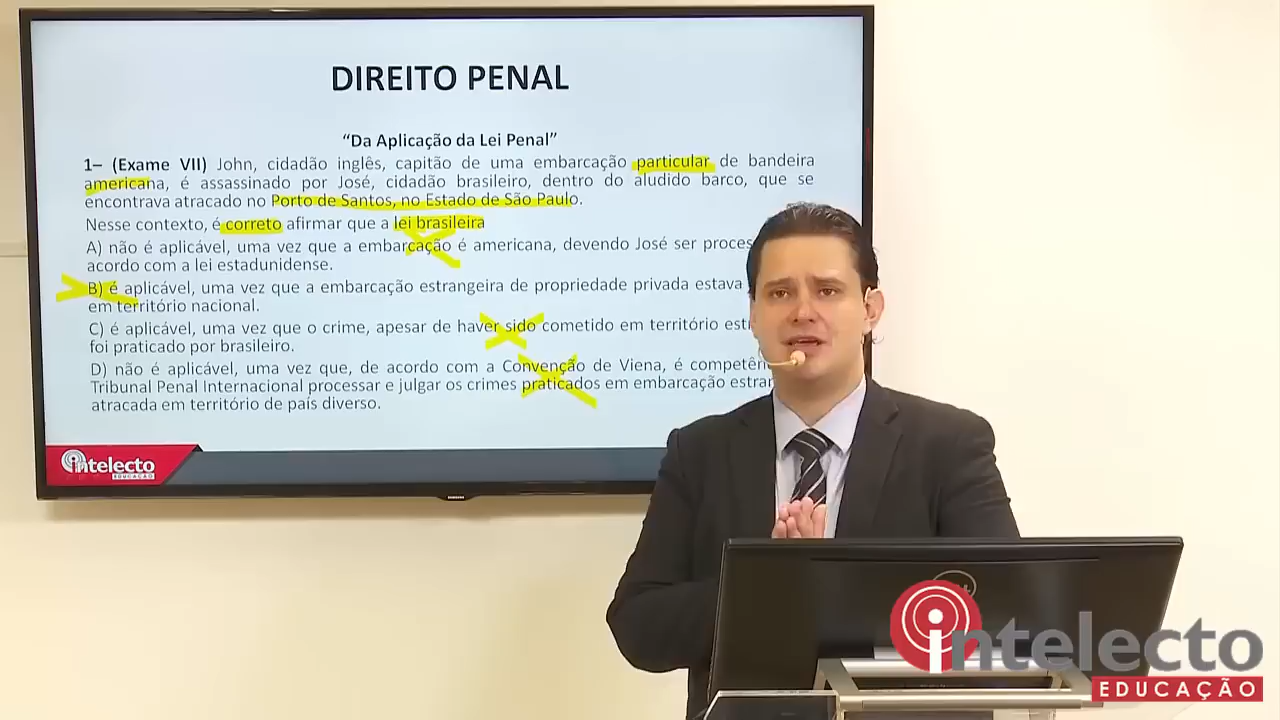 DIREITO PENAL
“Da Aplicação da Lei Penal”
1– (Exame VII) John, cidadão inglês, capitão de uma embarcação particular de bandeira
americana, é assassinado por José, cidadão brasileiro, dentro do aludido barco, que se
encontrava atracado no Porto de Santos, no Estado de São Paulo.
Nesse contexto, é correto afirmar que a lei brasileira
A) não é aplicável, uma vez que a embarcação é americana, devendo José ser
acordo com a lei estadunidense.
B) é aplicável, uma vez que a embarcação estrangeira de propriedade privada estava
em território nacional.
C) é aplicável, uma vez que o crime, apesar de haver sido cometido em território
foi praticado por brasileiro.
D) não é aplicável, uma vez que, de acordo com a Convenção de Viena, é
Tribunal Penal Internacional processar e julgar os crimes praticados em embarcação
atracada em território de país diverso.
intelecto
EDUCAÇÃO
SAMSUNG
intelecto
EDUCAÇÃO